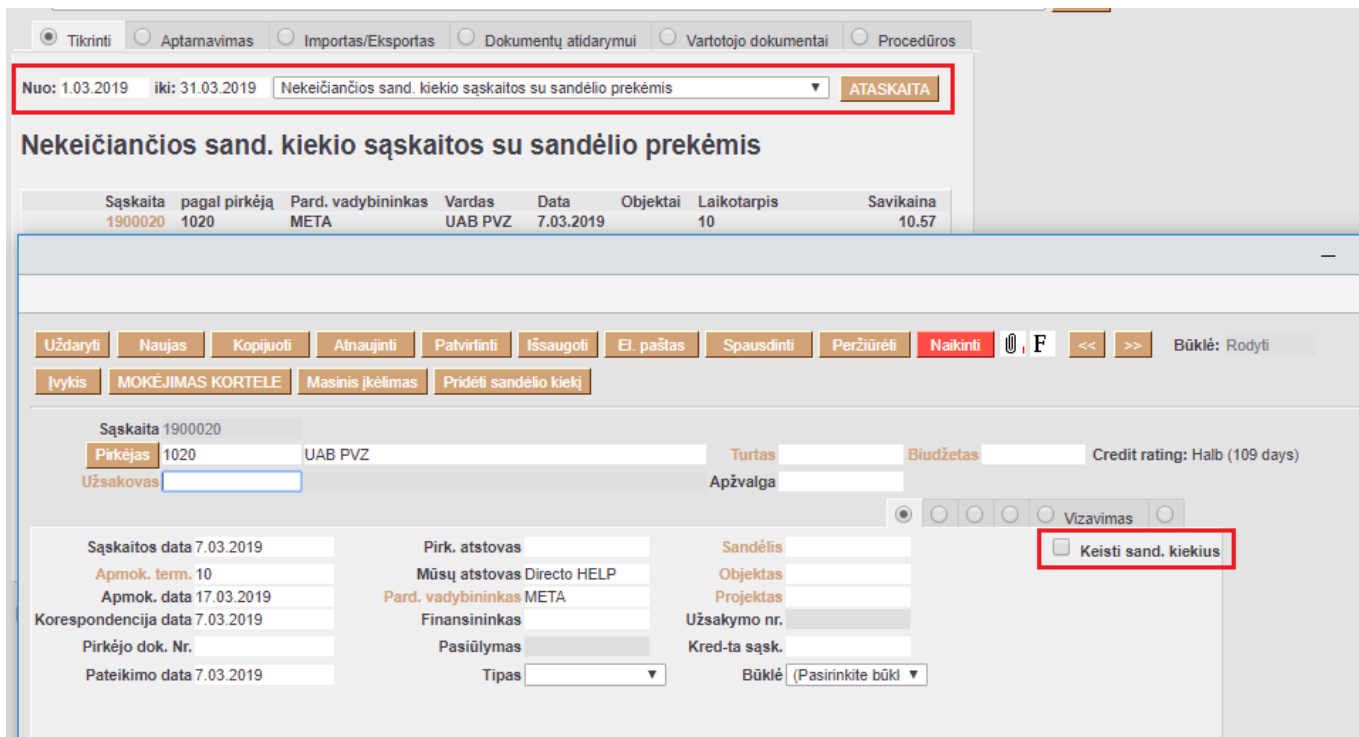 Tikrinti Aptarnavimas Importas/Eksportas Dokumentų atidarymui Vartotojo dokumentai Procedūros
Nuo: 1.03.2019 iki: 31.03.2019 Nekeičiančios sand. kiekio sąskaitos su sandėlio prekėmis ATASKAITA
Nekeičiančios sand. kiekio sąskaitos su sandėlio prekėmis
Sąskaita pagal pirkėją Pard. vadybininkas Vardas Data Objektai Laikotarpis Savikaina
1900020 1020 META UAB PVZ 7.03.2019 10 10.57
Uždaryti Naujas Kopijuoti Atnaujinti Patvirtinti Išsaugoti El. paštas Spausdinti Peržiūrėti Naikinti F << >> Būklė: Rodyti
Įvykis MOKĖJIMAS KORTELE Masinis įkėlimas Pridėti sandėlio kiekį
Sąskaita 1900020
Pirkėjas 1020 UAB PVZ Turtas Biudžetas Credit rating: Halb (109 days)
Užsakovas Apžvalga
Vizavimas
Sąskaitos data 7.03.2019 Pirk. atstovas Sandėlis Keisti sand. kiekius
Apmok. term. 10 Mūsų atstovas Directo HELP Objektas
Apmok. data 17.03.2019 Pard. vadybininkas META Projektas
Korespondencija data 7.03.2019 Finansininkas Užsakymo nr.
Pirkėjo dok. Nr. Pasiūlymas Kred-ta sąsk.
Pateikimo data 7.03.2019 Tipas Būklė (Pasirinkite būkl